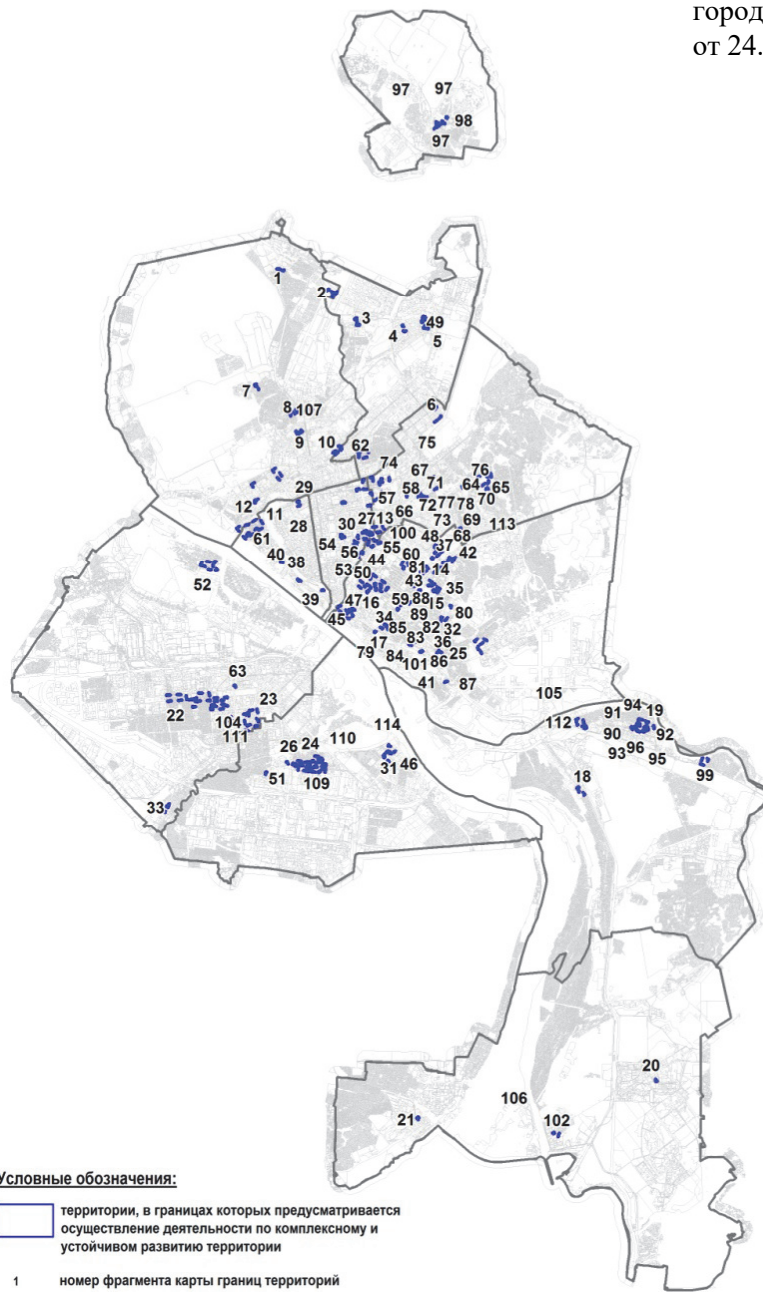 город
от 24.
97 97
98
97
1
2
3
49
4
5
7
6
8 107
75
9
10 62
74
67 76
29 71 64 65
57 58
12 11 66 72 77 78 70
28 30 27 13 73 69 113
54 100 48 68
61 56 55 60 37 42
40 38 53 50 44 81 14
52 43 35
39 47 16 59 88 15 80
45 34 89
85 82 32
17 83 36 25
79 84 101 86
63 41 87 105
23 94 19
22 91
104 114 112 90 92
111 110 93 96 95
26 24 99
31 46
51 109 18
33
20
106
21 102
Условные обозначения:
территории, в границах которых предусматривается
осуществление деятельности по комплексному и
устойчивом развитию территории
1 номер фрагмента карты границ территорий